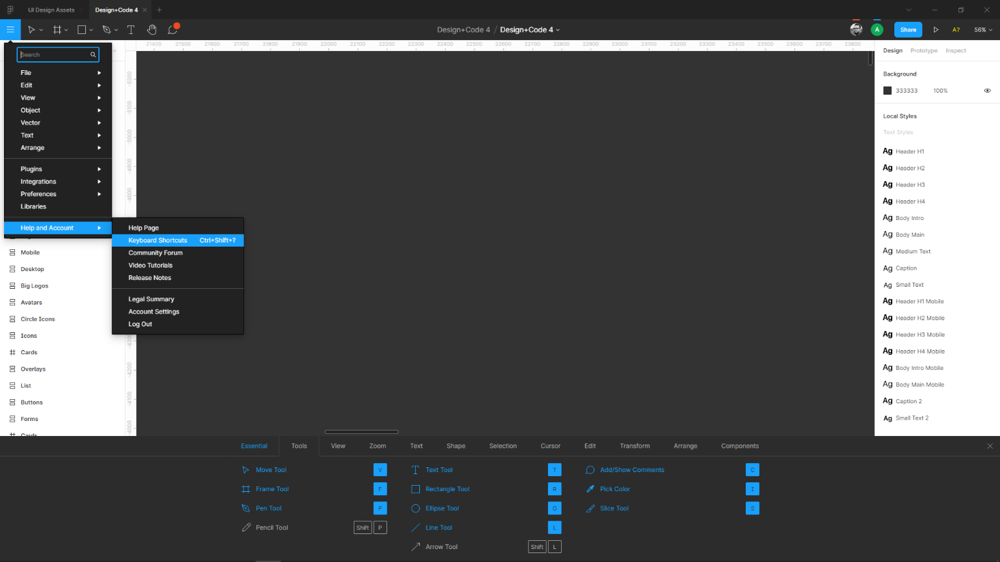 UI Design Assets
Design+Code 4
Design+Code 4 / Design+Code 4
A
Share
A?
56%
Search
File
Edit
View
Object
Vector
Text
Arrange
Plugins
Integrations
Preferences
Libraries
Help and Account
Help Page
Keyboard Shortcuts Ctrl+Shift+?
Community Forum
Video Tutorials
Release Notes
Legal Summary
Account Settings
Log Out
Mobile
Desktop
Big Logos
Avatars
Circle Icons
Icons
Cards
Overlays
List
Buttons
Forms
Cards
21400 21500 21600 21700 21800 21900 22000 22100 22200 22300 22400 22500 22600 22700 22800 22900 23000 23100 23200 23300 23400 23500 23600 23700 23800
-5200
-5100
-5000
-4900
-4800
-4300
-4200
-4100
-4000
Design Prototype Inspect
Background
333333 100%
Local Styles
Text Styles
Ag Header H1
Ag Header H2
Ag Header H3
Ag Header H4
Ag Body Intro
Ag Body Main
Ag Medium Text
Ag Caption
Ag Small Text
Ag Header H1 Mobile
Ag Header H2 Mobile
Ag Header H3 Mobile
Ag Header H4 Mobile
Ag Body Intro Mobile
Ag Body Main Mobile
Ag Caption 2
Ag Small Text 2
Essential Tools View Zoom Text Shape Selection Cursor Edit Transform Arrange Components
Move Tool V
Frame Tool F
Pen Tool P
Pencil Tool Shift P
Text Tool T
Rectangle Tool R
Ellipse Tool O
Line Tool L
Arrow Tool Shift L
Add/Show Comments C
Pick Color I
Slice Tool S